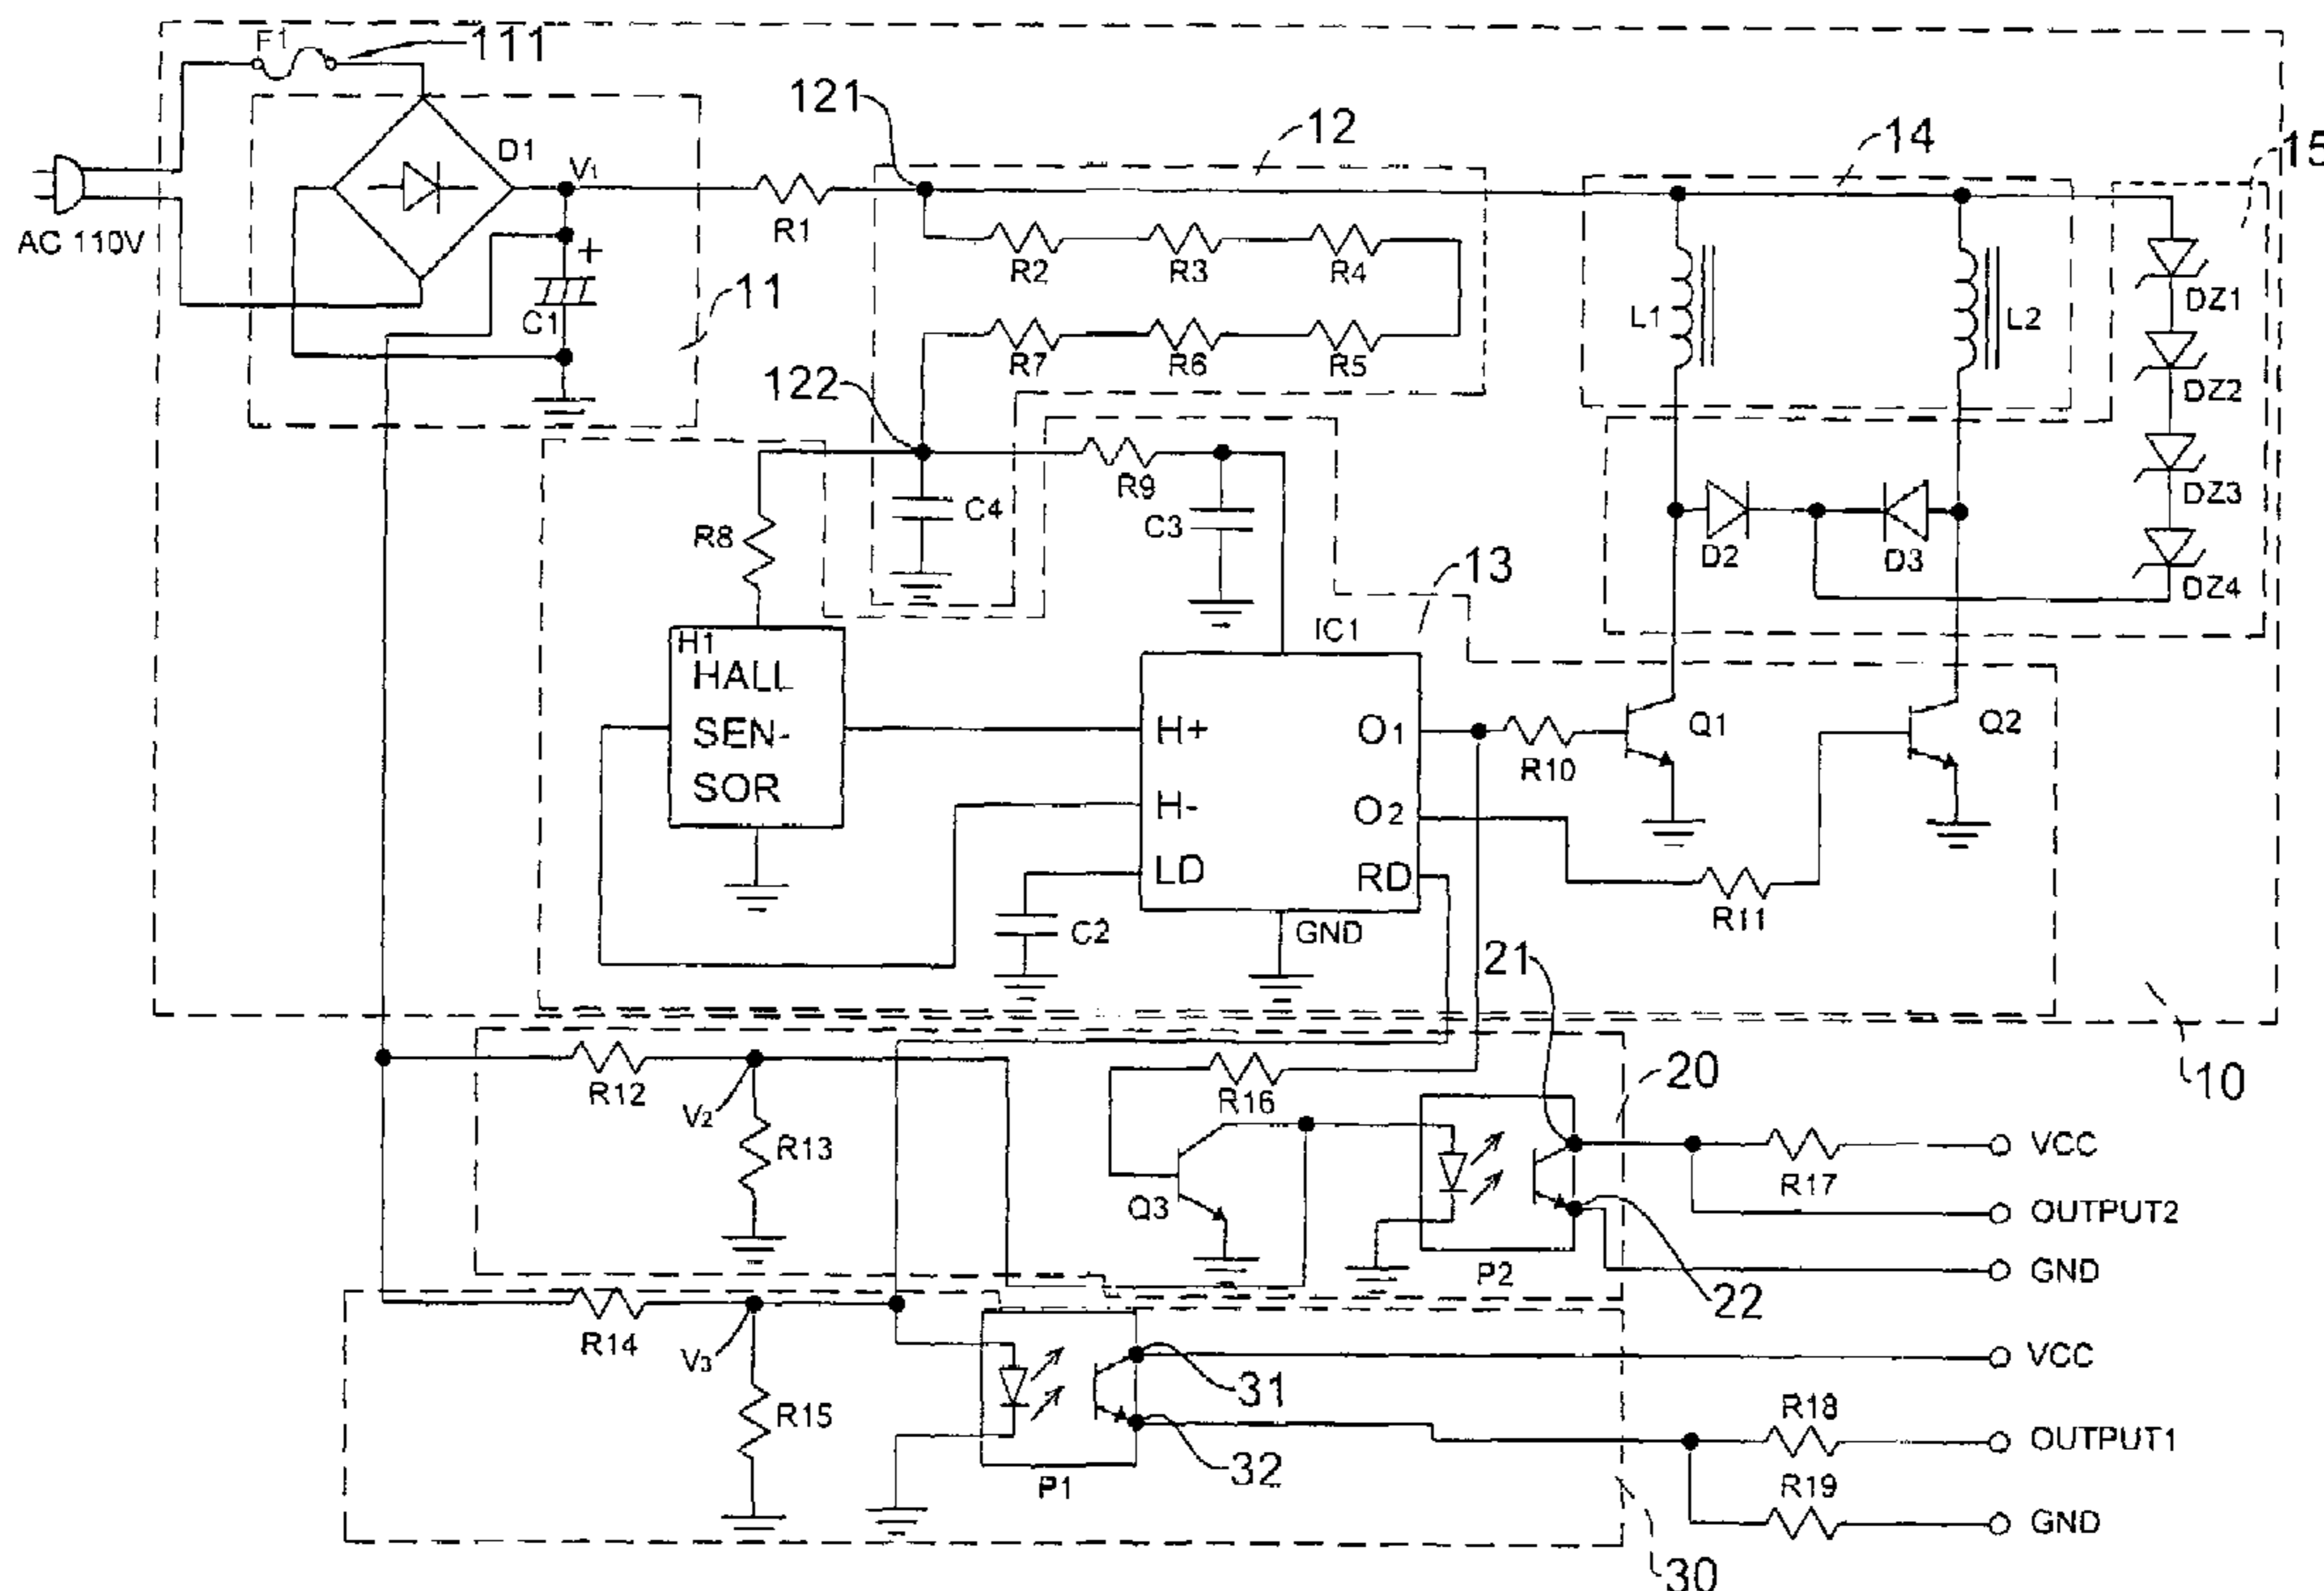 F1
111
121
12
14
15
D1
V1
AC 110V
R1
+
C1
11
R2
R3
R4
R7
R6
R5
122
L1
L2
DZ1
DZ2
DZ3
DZ4
R9
C4
C3
R8
D2
D3
13
IC1
H1
HALL
SEN-
SOR
H+
H-
LD
O1
O2
RD
R10
Q1
Q2
R11
C2
GND
21
10
R12
V2
R13
R16
20
Q3
P2
R17
VCC
OUTPUT2
GND
22
R14
V3
R15
P1
31
32
VCC
R18
OUTPUT1
R19
GND
30